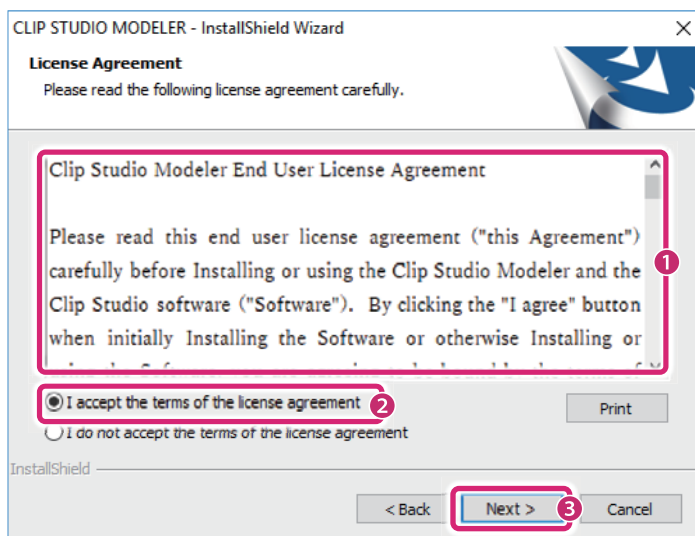 CLIP STUDIO MODELER - InstallShield Wizard
License Agreement
Please read the following license agreement carefully.
Clip Studio Modeler End User License Agreement
Please read this end user license agreement ("this Agreement")
carefully before Installing or using the Clip Studio Modeler and the
Clip Studio software ("Software"). By clicking the "I agree" button
when initially Installing the Software or otherwise Installing or
1
I accept the terms of the license agreement
2
Print
I do not accept the terms of the license agreement
InstallShield
< Back
Next >
3
Cancel